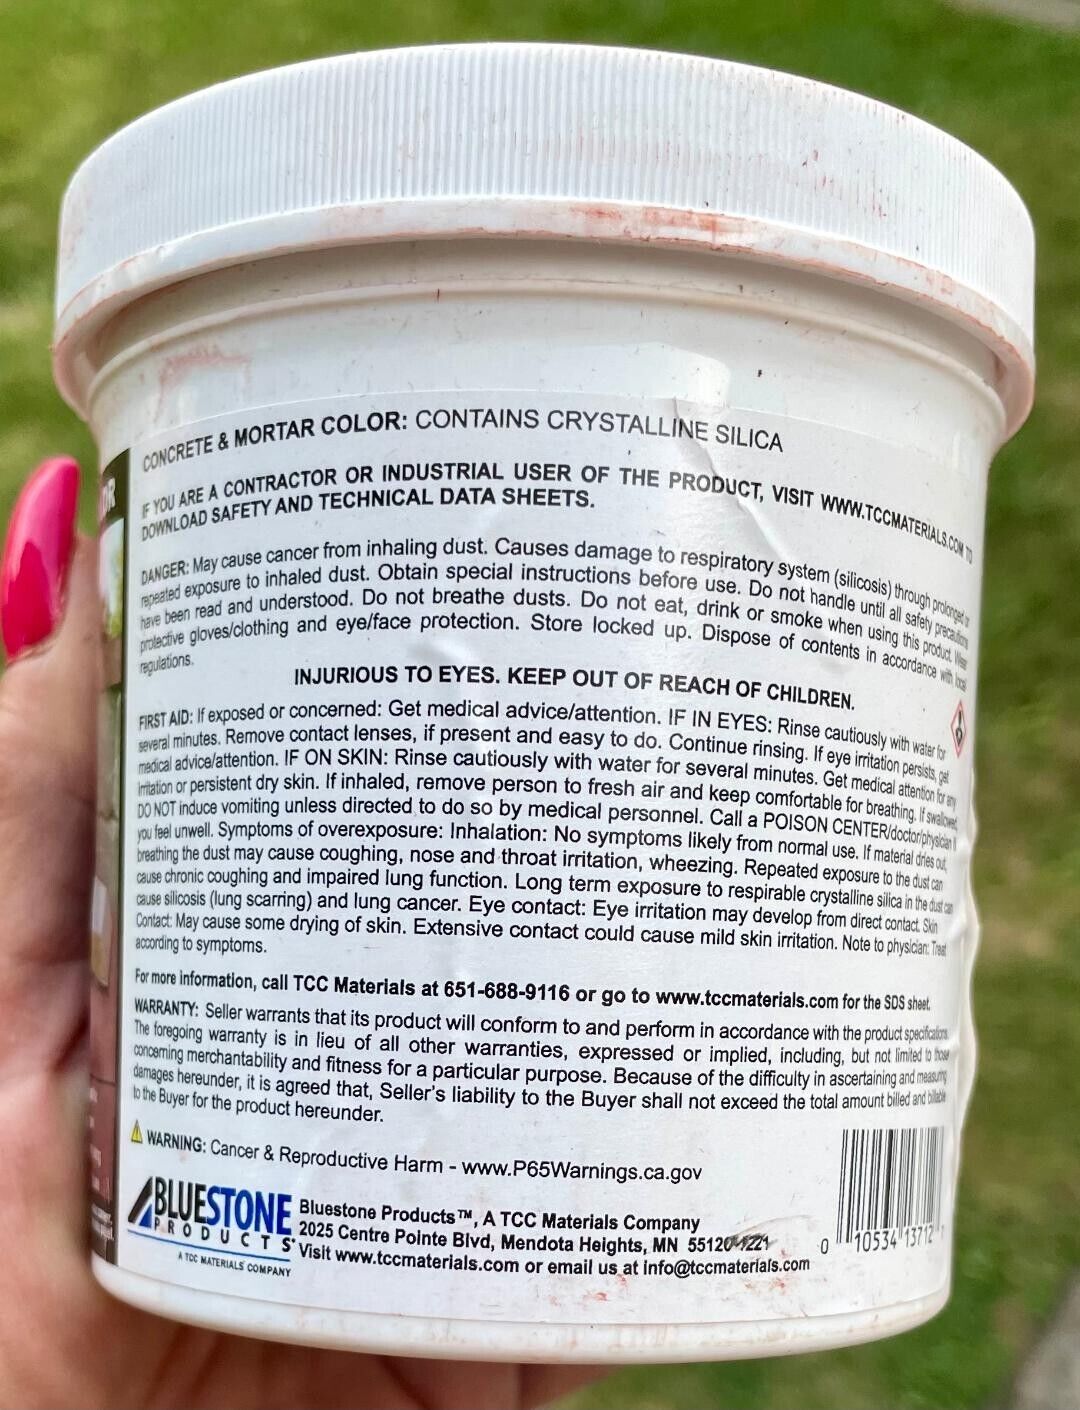 CONCRETE & MORTAR COLOR: CONTAINS CRYSTALLINE SILICA
IF YOU ARE A CONTRACTOR OR INDUSTRIAL USER OF THE PRODUCT, VISIT WWW.TCCMATERIALS.COM TO
DOWNLOAD SAFETY AND TECHNICAL DATA SHEETS.
DANGER: May cause cancer from inhaling dust. Causes damage to respiratory system (silicosis) through prolonged or
repeated exposure to inhaled dust. Obtain special instructions before use. Do not handle until all safety precautions
have been read and understood. Do not breathe dusts. Do not eat, drink or smoke when using this product. Wear
protective gloves/clothing and eye/face protection. Store locked up. Dispose of contents in accordance with local
regulations.
INJURIOUS TO EYES. KEEP OUT OF REACH OF CHILDREN.
FIRST AID: If exposed or concerned: Get medical advice/attention. IF IN EYES: Rinse cautiously with water for
several minutes. Remove contact lenses, if present and easy to do. Continue rinsing. If eye irritation persists, get
medical advice/attention. IF ON SKIN: Rinse cautiously with water for several minutes. Get medical attention for any
irritation or persistent dry skin. If inhaled, remove person to fresh air and keep comfortable for breathing. If swallowed,
DO NOT induce vomiting unless directed to do so by medical personnel. Call a POISON CENTER/doctor/physician
you feel unwell. Symptoms of overexposure: Inhalation: No symptoms likely from normal use. If material dries out,
breathing the dust may cause coughing, nose and throat irritation, wheezing. Repeated exposure to the dust can
cause chronic coughing and impaired lung function. Long term exposure to respirable crystalline silica in the dust can
cause silicosis (lung scarring) and lung cancer. Eye contact: Eye irritation may develop from direct contact. Skin
Contact: May cause some drying of skin. Extensive contact could cause mild skin irritation. Note to physician: Treat
according to symptoms.
For more information, call TCC Materials at 651-688-9116 or go to www.tccmaterials.com for the SDS sheet.
WARRANTY: Seller warrants that its product will conform to and perform in accordance with the product specifications.
The foregoing warranty is in lieu of all other warranties, expressed or implied, including, but not limited to those
concerning merchantability and fitness for a particular purpose. Because of the difficulty in ascertaining and measuring
damages hereunder, it is agreed that, Seller's liability to the Buyer shall not exceed the total amount billed and billable
to the Buyer for the product hereunder.
WARNING: Cancer & Reproductive Harm - www.P65Warnings.ca.gov
BLUESTONE
PRODUCTS
A TCC MATERIALS COMPANY
Bluestone Products™, A TCC Materials Company
2025 Centre Pointe Blvd, Mendota Heights, MN 55120
Visit www.tccmaterials.com or email us at info@tccmaterials.com
0 10534 13712